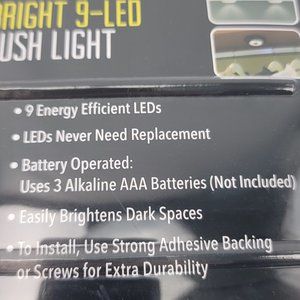 RIGHT 9-LED
USH LIGHT
• 9 Energy Efficient LEDs
• LEDs Never Need Replacement
• Battery Operated:
Uses 3 Alkaline AAA Batteries (Not Included)
• Easily Brightens Dark Spaces
• To Install, Use Strong Adhesive Backing
or Screws for Extra Durability